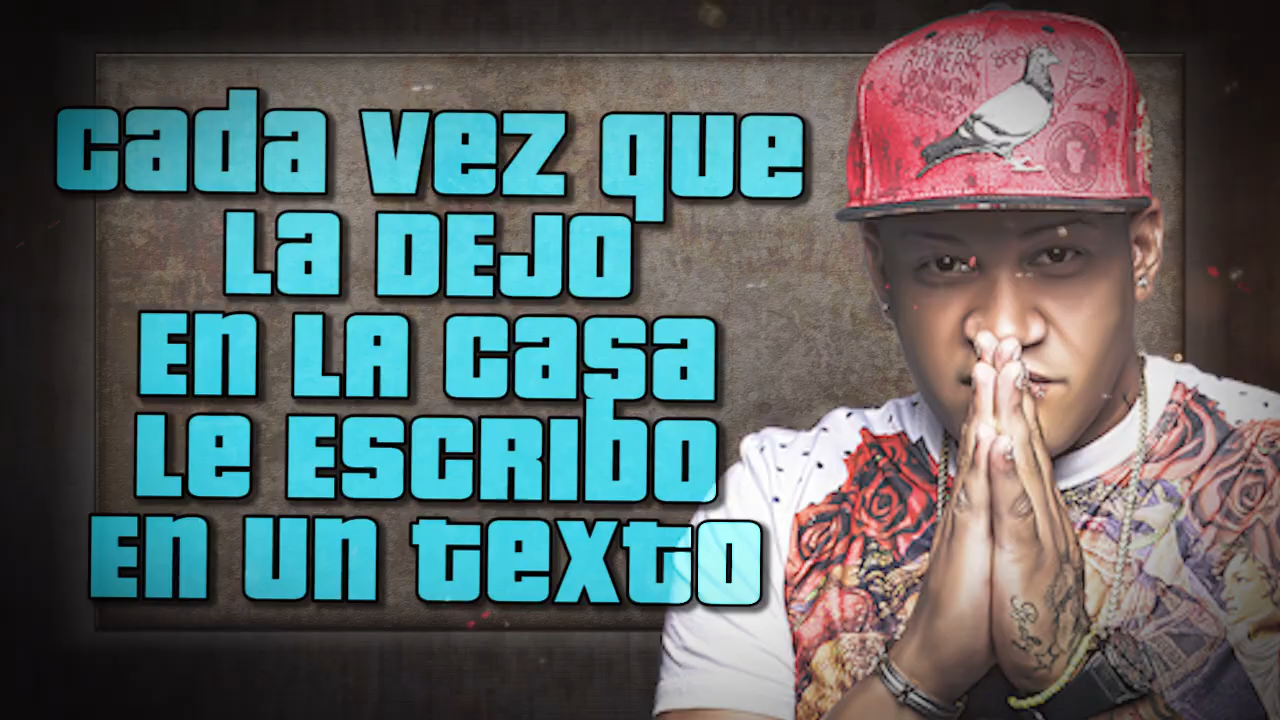 cada vez que
La DEJO
En LA casa
Le ESCRIbO
En un texto